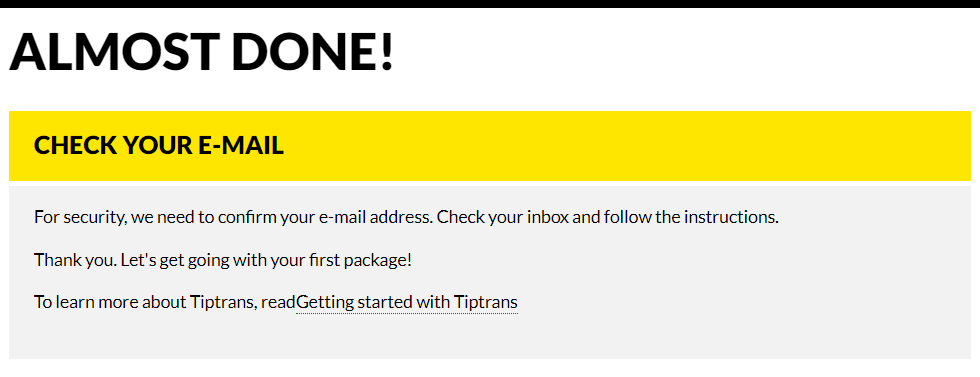 ALMOST DONE!
CHECK YOUR E-MAIL
For security, we need to confirm your e-mail address. Check your inbox and follow the instructions.
Thank you. Let's get going with your first package!
To learn more about Tiptrans, readGetting started with Tiptrans